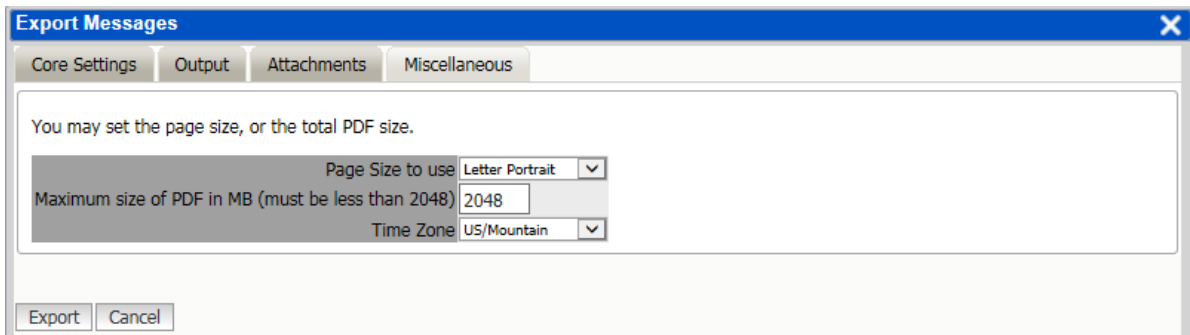 Export Messages
Core Settings Output Attachments Miscellaneous
You may set the page size, or the total PDF size.
Page Size to use Letter Portrait
Maximum size of PDF in MB (must be less than 2048) 2048
Time Zone US/Mountain
Export Cancel